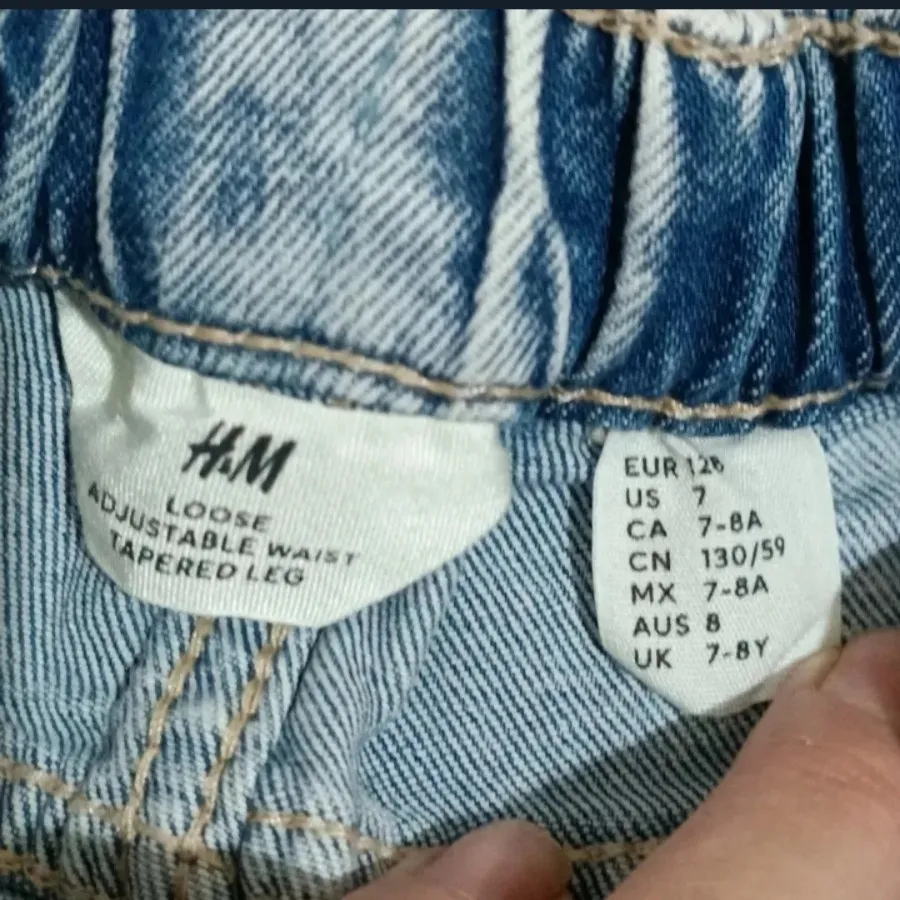 H&M
LOOSE
ADJUSTABLE WAIST
TAPERED LEG
EUR 128
US 7
CA 7-8A
CN 130/59
MX 7-8A
AUS 8
UK 7-8Y